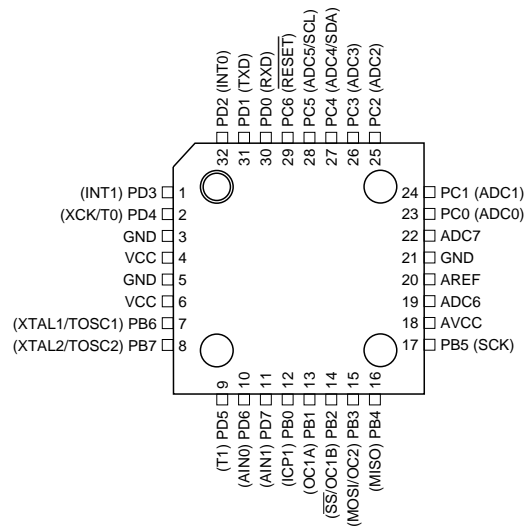 PD2 (INT0)
PD1 (TXD)
PD0 (RXD)
PC6 (RESET)
PC5 (ADC5/SCL)
PC4 (ADC4/SDA)
PC3 (ADC3)
PC2 (ADC2)
32
31
30
29
28
27
26
25
(INT1) PD3 1
(XCK/T0) PD4 2
GND 3
VCC 4
GND 5
VCC 6
(XTAL1/TOSC1) PB6 7
(XTAL2/TOSC2) PB7 8
24 PC1 (ADC1)
23 PC0 (ADC0)
22 ADC7
21 GND
20 AREF
19 ADC6
18 AVCC
17 PB5 (SCK)
9
10
11
12
13
14
15
16
(T1) PD5
(AIN0) PD6
(AIN1) PD7
(ICP1) PB0
(OC1A) PB1
(SS/OC1B) PB2
(MOSI/OC2) PB3
(MISO) PB4